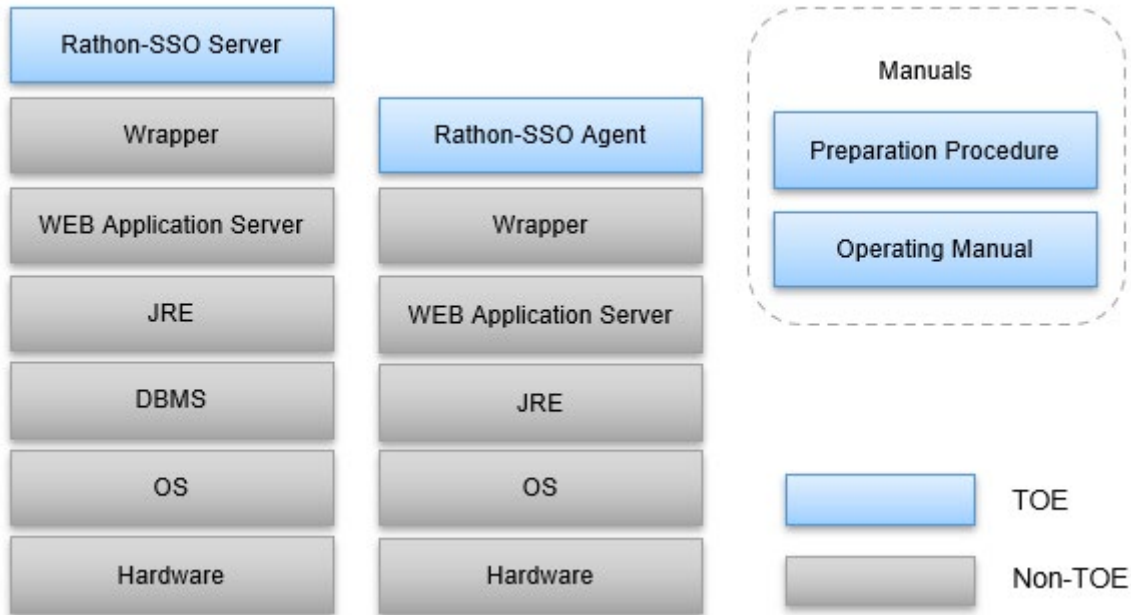 Rathon-SSO Server
Wrapper
WEB Application Server
JRE
DBMS
OS
Hardware
Rathon-SSO Agent
Wrapper
WEB Application Server
JRE
OS
Hardware
Manuals
Preparation Procedure
Operating Manual
TOE
Non-TOE